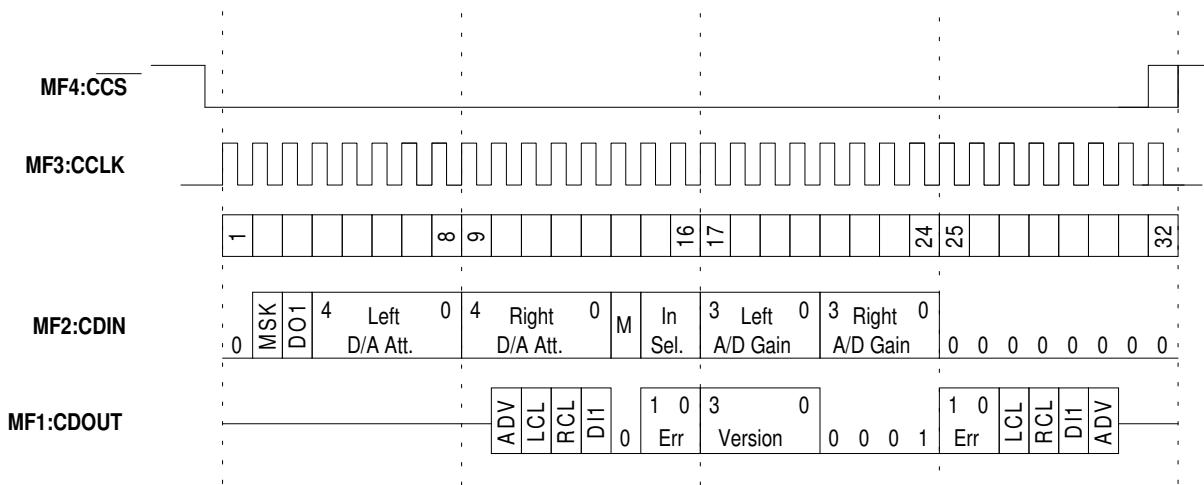 MF4:CCS
MF3:CCLK
1 8 9 16 17 24 25 32
MF2:CDIN
0 MSK DO1 4 Left 0 D/A Att. 4 Right 0 D/A Att. M In Sel. 3 Left A/D Gain 3 Right 0 A/D Gain 0 0 0 0 0 0 0 0
MF1:CDOUT
ADV LCL RCL DI1 0 1 0 Err 3 0 Version 0 0 0 1 1 0 Err LCL RCL DI1 ADV